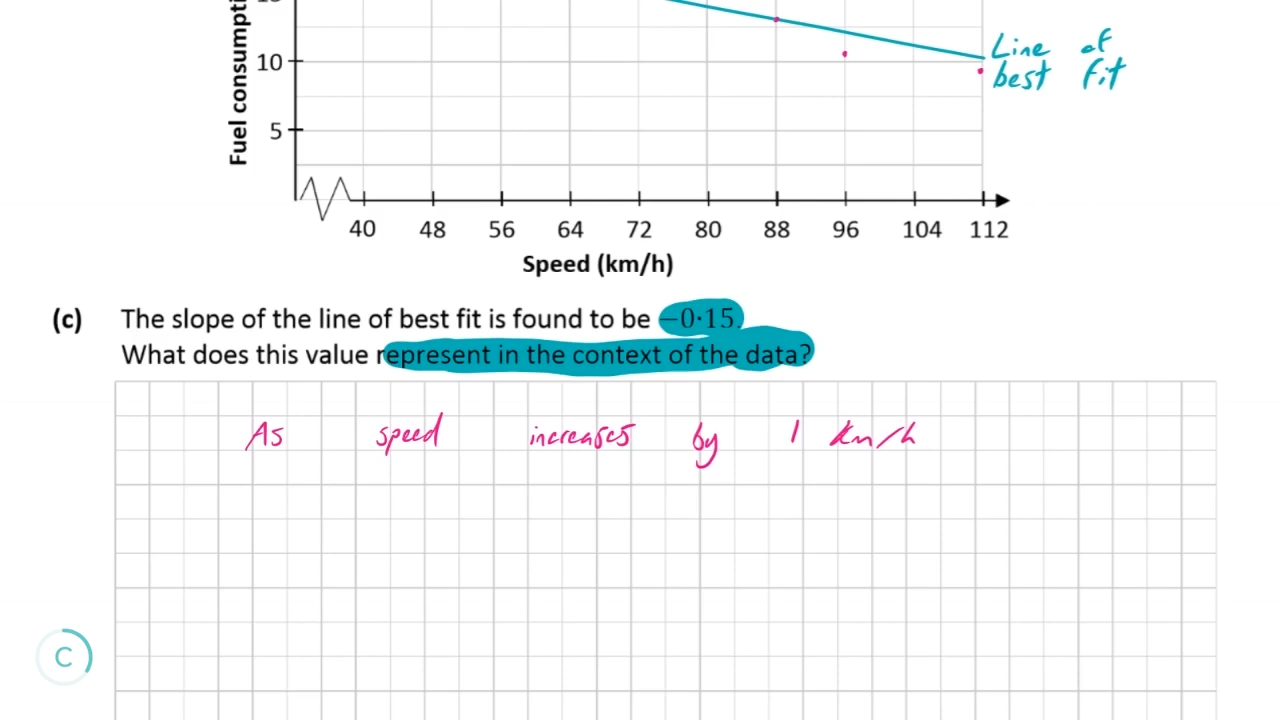 15
Fuel consumpti
10
5
Line of
best fit
40 48 56 64 72 80 88 96 104 112
Speed (km/h)
(c) The slope of the line of best fit is found to be −0·15.
What does this value represent in the context of the data?
As speed increases by 1 km/h
C